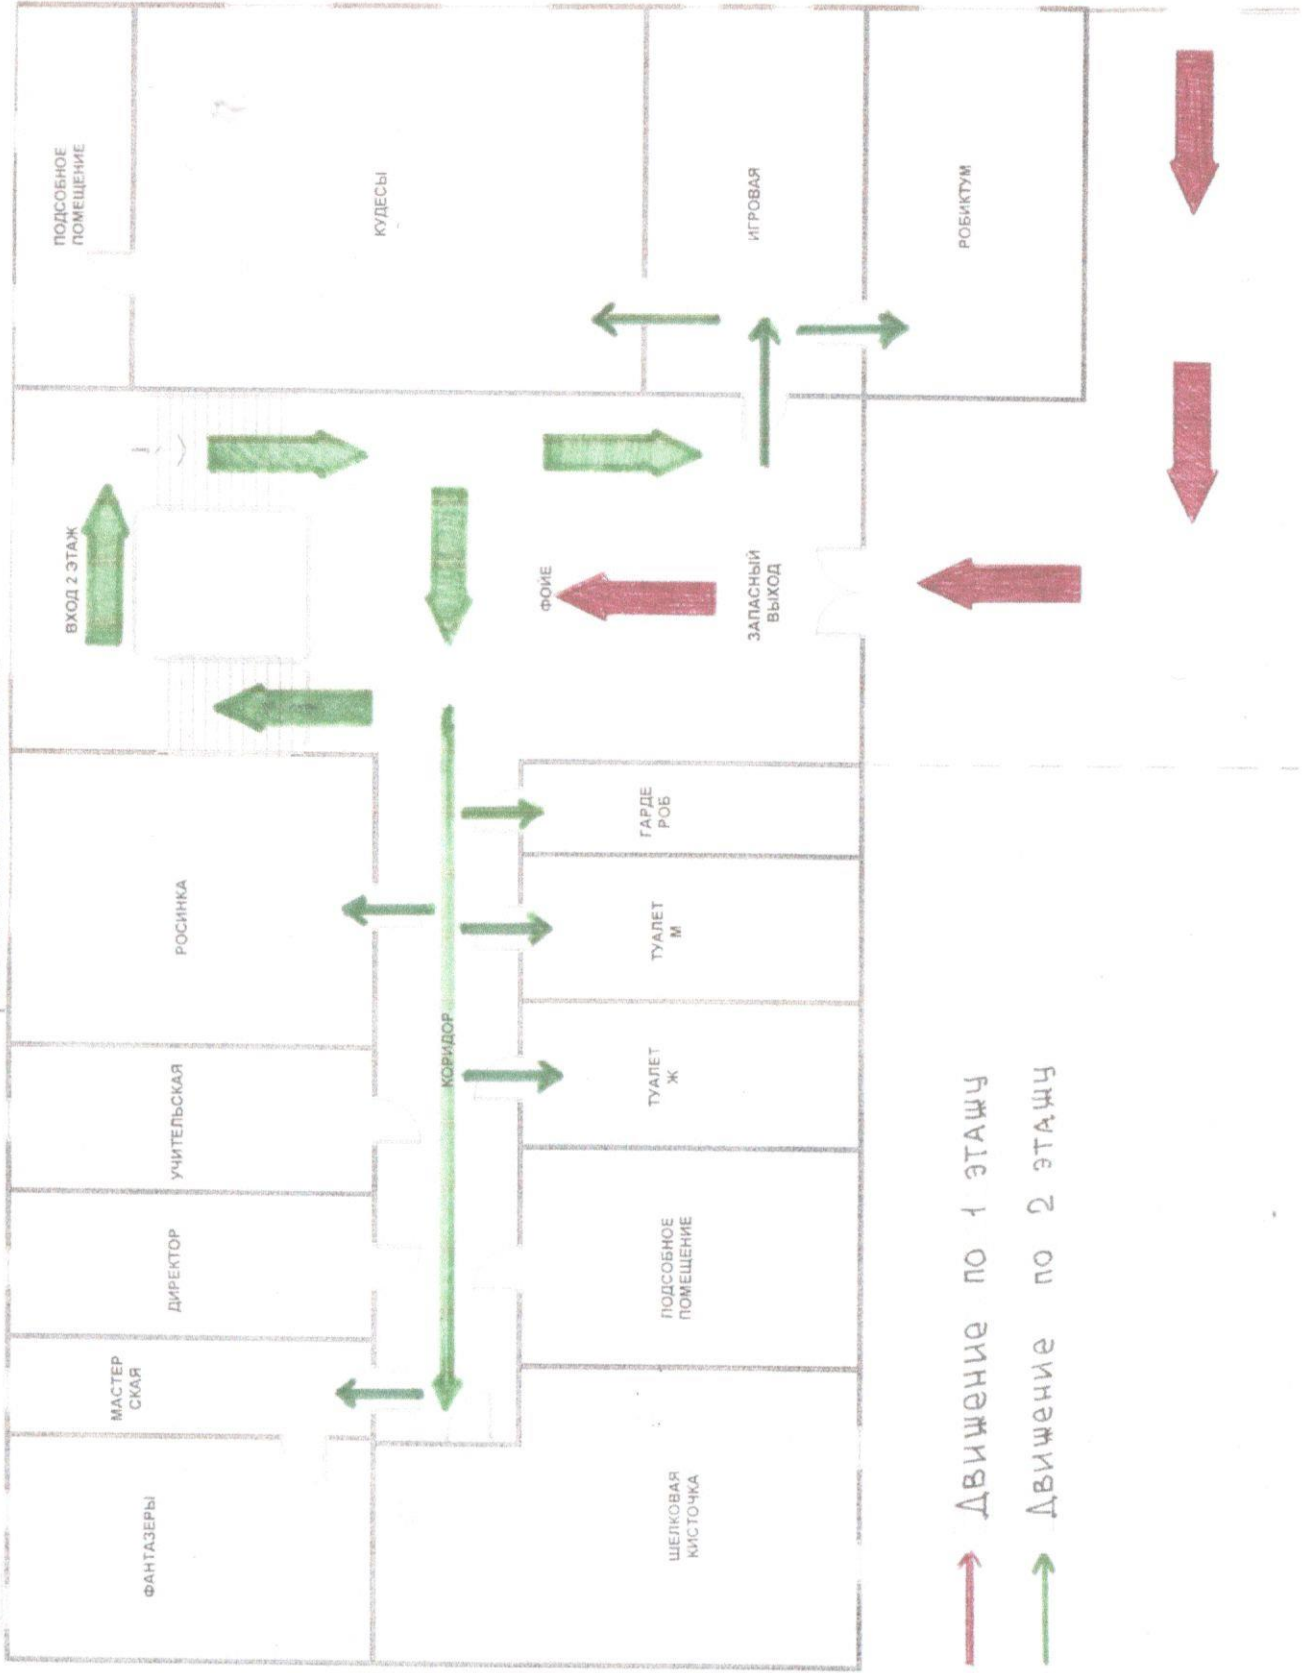 ФАНТАЗЕРЫ
МАСТЕР
СКАЯ
ДИРЕКТОР
УЧИТЕЛЬСКАЯ
РОСИНКА
ВХОД 2 ЭТАЖ
ПОДСОБНОЕ
ПОМЕЩЕНИЕ
КУДЕСЫ
КОРИДОР
ФОЙЕ
ШЕЛКОВАЯ
КИСТОЧКА
ПОДСОБНОЕ
ПОМЕЩЕНИЕ
ТУАЛЕТ
Ж
ТУАЛЕТ
М
ГАРДЕ
РОБ
ЗАПАСНЫЙ
ВЫХОД
ИГРОВАЯ
РОБИКТУМ
Движение по 1 этажу
Движение по 2 этажу